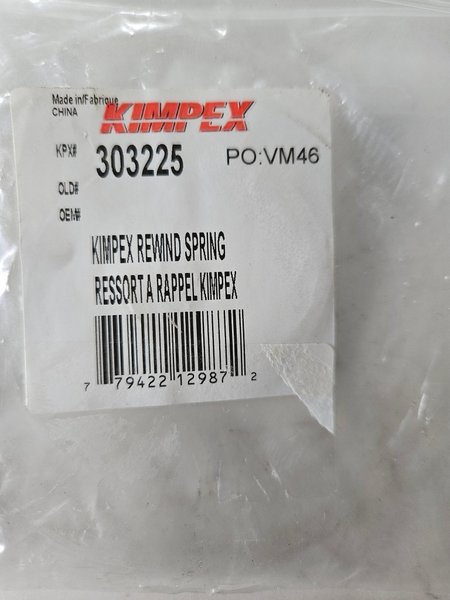 Made in/Fabrique
CHINA
KIMPEX
KPX# 303225 PO:VM46
OLD#
OEM#
KIMPEX REWIND SPRING
RESSORT A RAPPEL KIMPEX
7 79422 12987 2